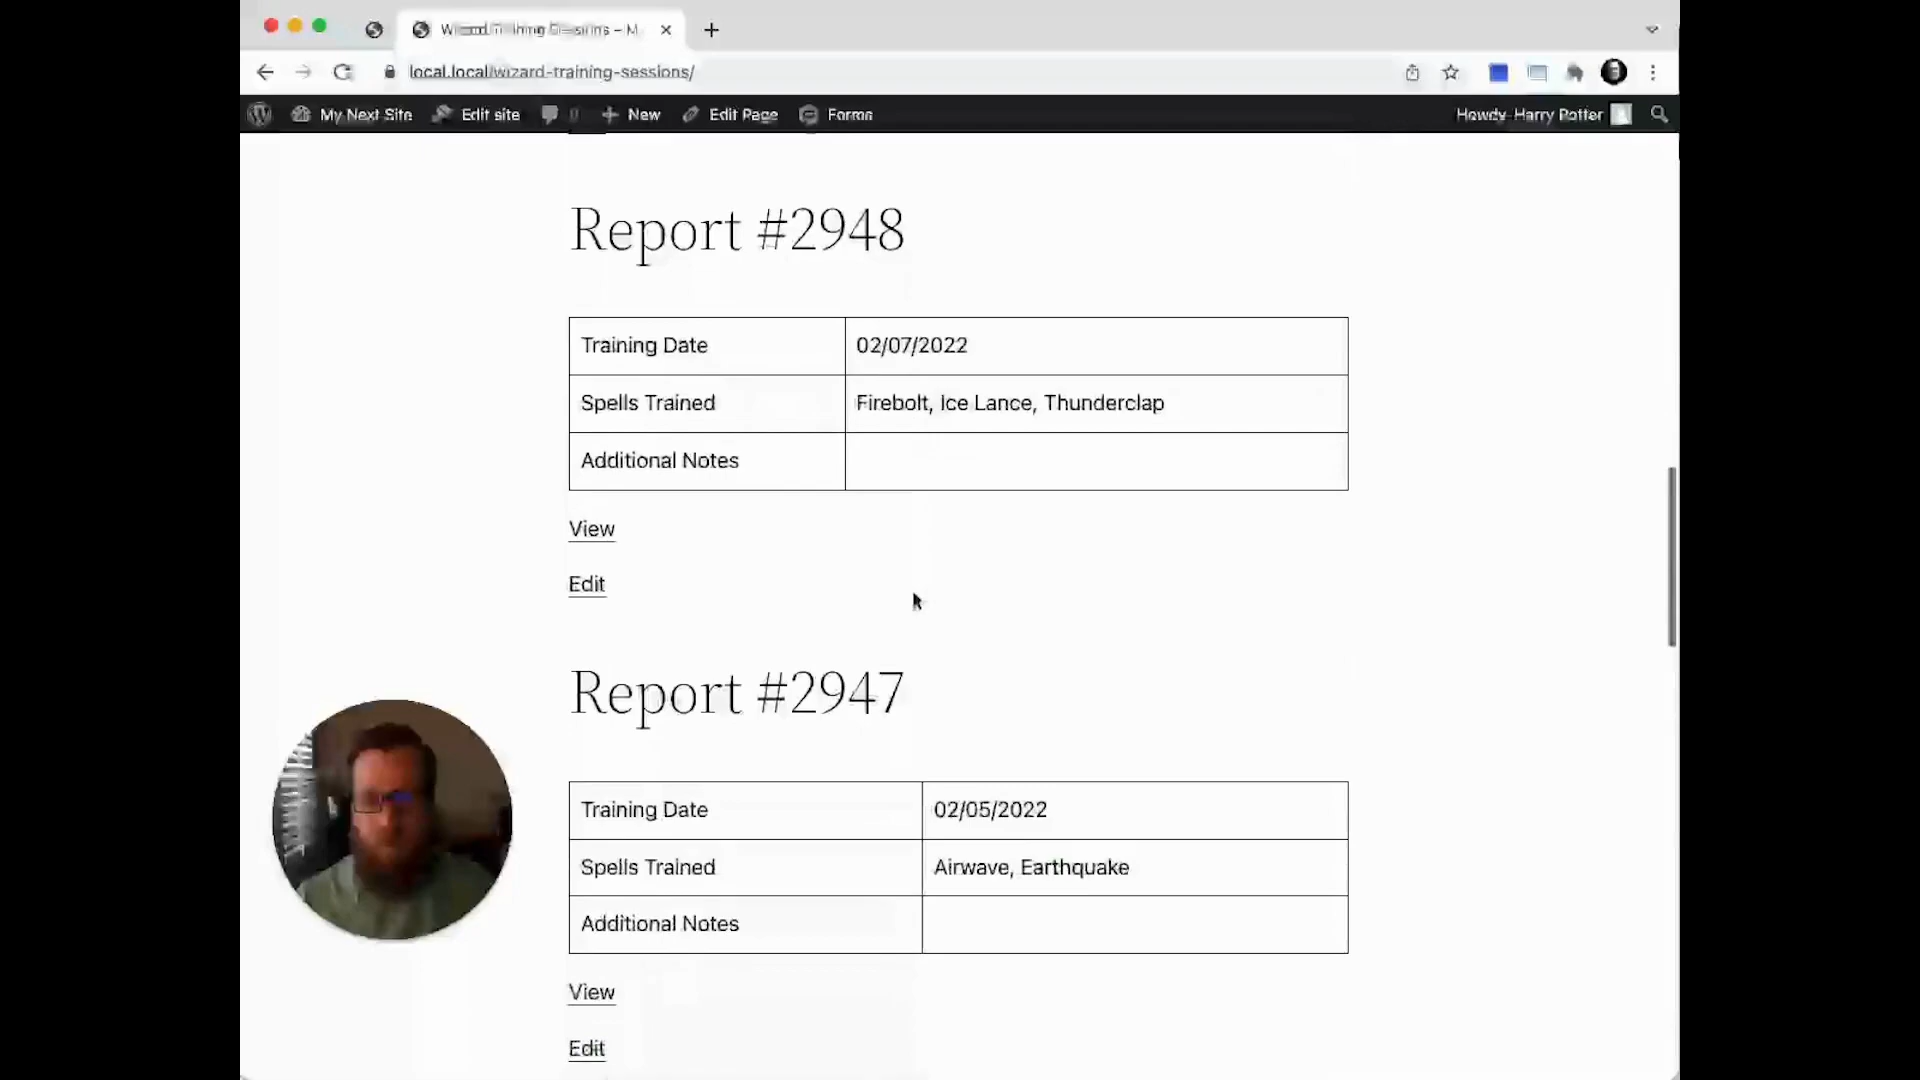 local.local/wizard-training-sessions/
My Next Site Edit site 0 New Edit Page Forms Howdy, Harry Potter
Report #2948
Training Date 02/07/2022
Spells Trained Firebolt, Ice Lance, Thunderclap
Additional Notes
View
Edit
Report #2947
Training Date 02/05/2022
Spells Trained Airwave, Earthquake
Additional Notes
View
Edit